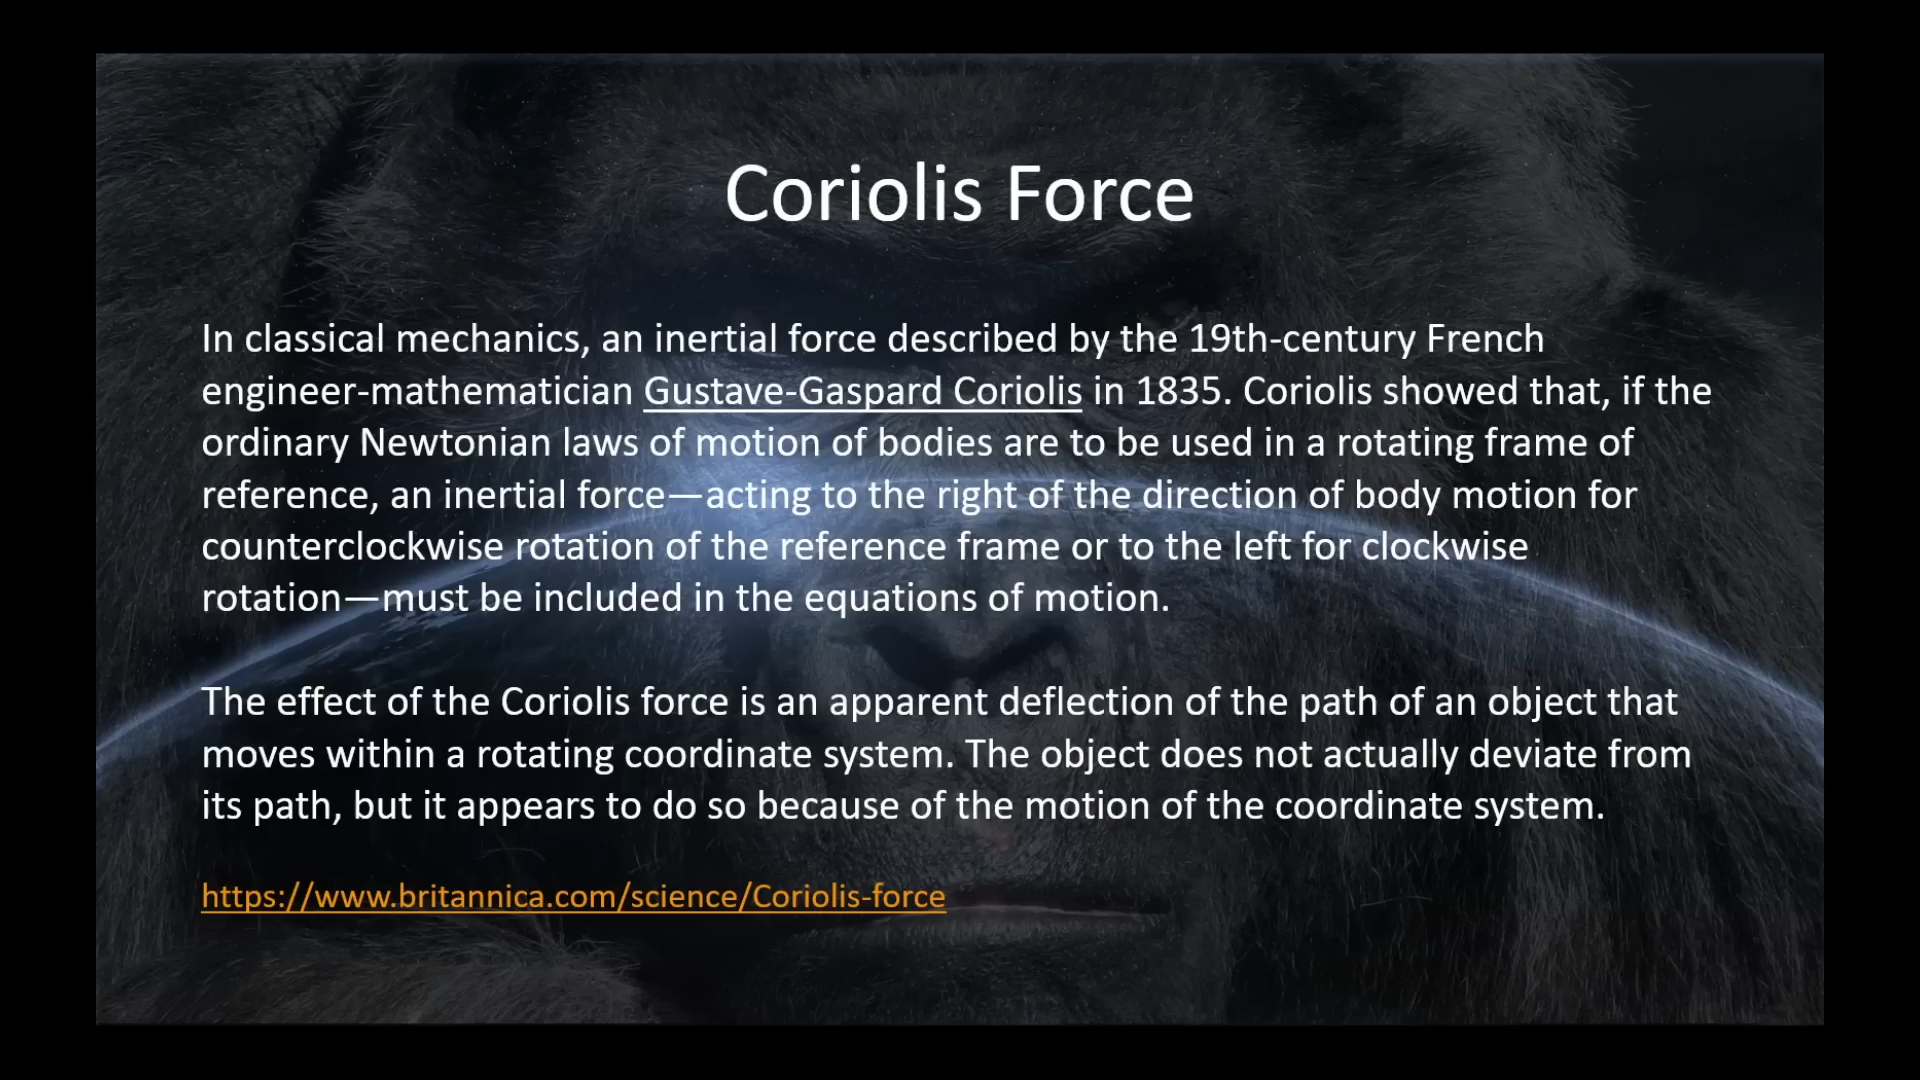 Coriolis Force
In classical mechanics, an inertial force described by the 19th-century French
engineer-mathematician Gustave-Gaspard Coriolis in 1835. Coriolis showed that, if the
ordinary Newtonian laws of motion of bodies are to be used in a rotating frame of
reference, an inertial force—acting to the right of the direction of body motion for
counterclockwise rotation of the reference frame or to the left for clockwise
rotation—must be included in the equations of motion.
The effect of the Coriolis force is an apparent deflection of the path of an object that
moves within a rotating coordinate system. The object does not actually deviate from
its path, but it appears to do so because of the motion of the coordinate system.
https://www.britannica.com/science/Coriolis-force